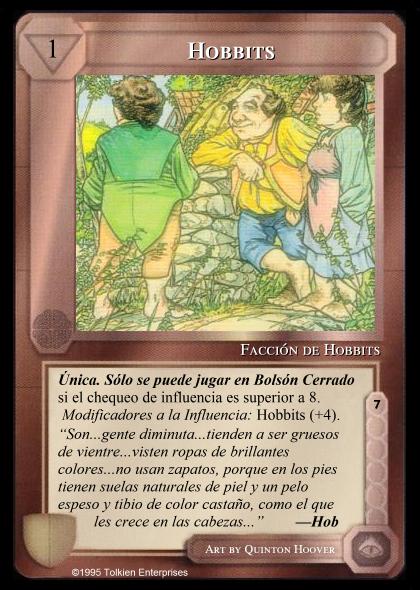 1
HOBBITS
FACCIÓN DE HOBBITS
Única. Sólo se puede jugar en Bolsón Cerrado
si el chequeo de influencia es superior a 8.
Modificadores a la Influencia: Hobbits (+4).
“Son...gente diminuta...tienden a ser gruesos
de vientre...visten ropas de brillantes
colores...no usan zapatos, porque en los pies
tienen suelas naturales de piel y un pelo
espeso y tibio de color castaño, como el que
les crece en las cabezas...” —Hob
7
ART BY QUINTON HOOVER
©1995 Tolkien Enterprises